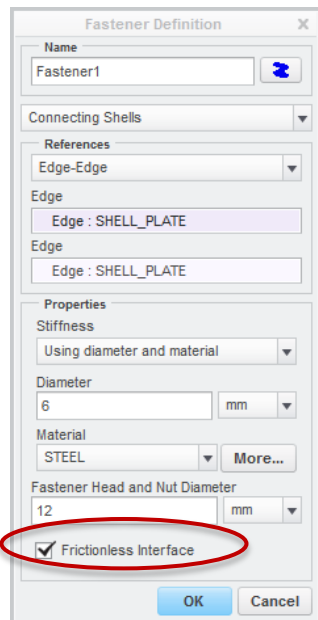 Fastener Definition
Name
Fastener1
Connecting Shells
References
Edge-Edge
Edge
Edge : SHELL_PLATE
Edge
Edge : SHELL_PLATE
Properties
Stiffness
Using diameter and material
Diameter
6 mm
Material
STEEL More...
Fastener Head and Nut Diameter
12 mm
Frictionless Interface
OK Cancel